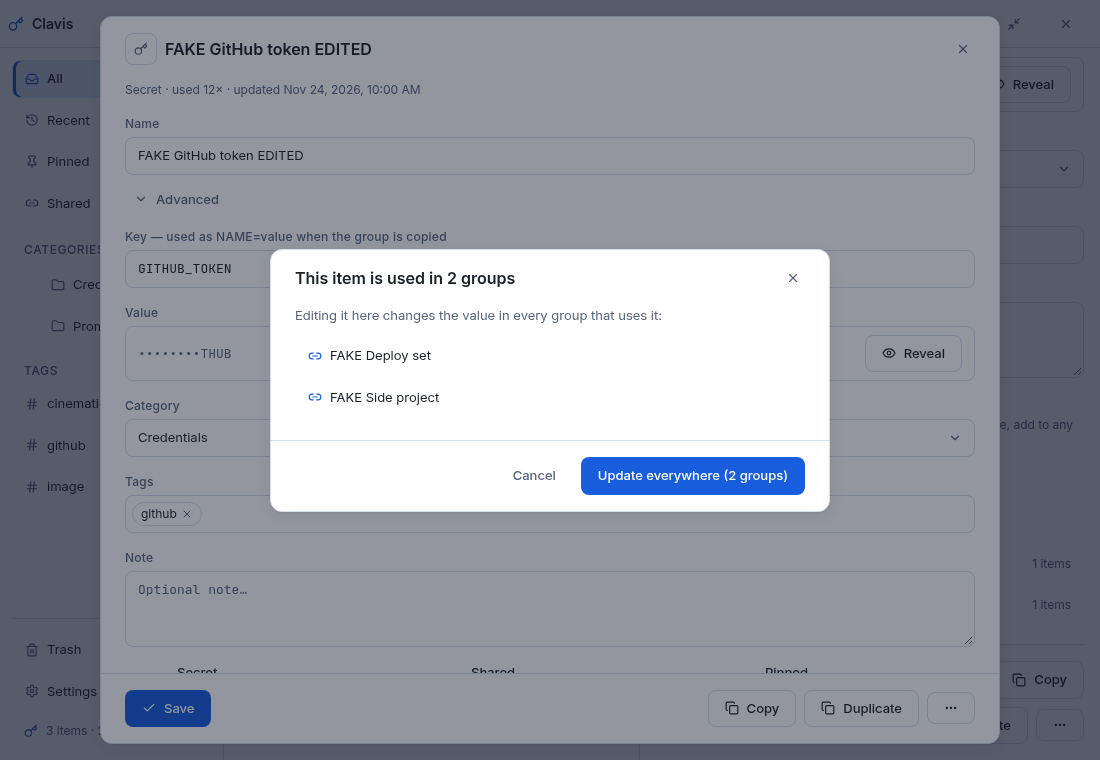 Clavis
All
Recent
Pinned
Shared
CATEGORIES
TAGS
cinemati
github
image
Trash
Settings
3 items ·
FAKE GitHub token EDITED
Secret · used 12× · updated Nov 24, 2026, 10:00 AM
Name
FAKE GitHub token EDITED
Advanced
Key — used as NAME=value when the group is copied
GITHUB_TOKEN
Value
••••••••THUB
Reveal
Category
Credentials
Tags
github
Note
Optional note…
Secret
Shared
Pinned
Save
Copy
Duplicate
This item is used in 2 groups
Editing it here changes the value in every group that uses it:
FAKE Deploy set
FAKE Side project
Cancel
Update everywhere (2 groups)
Reveal
, add to any
1 items
1 items
Copy